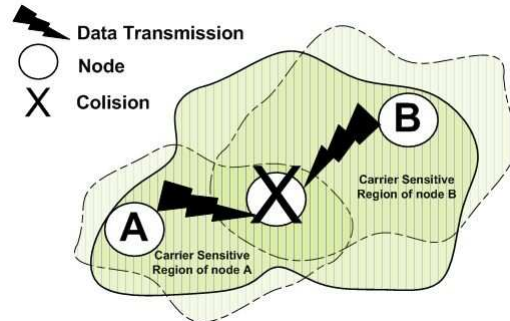 Data Transmission
Node
X Colision
B
Carrier Sensitive
Region of node B
X
A
Carrier Sensitive
Region of node A